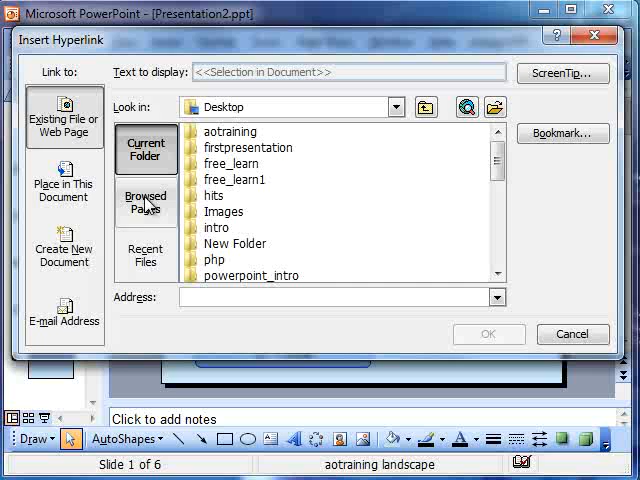 Microsoft PowerPoint - [Presentation2.ppt]
Insert Hyperlink
Link to:
Text to display:
<<Selection in Document>>
ScreenTip...
Existing File or
Web Page
Look in:
Desktop
Bookmark...
Place in This
Document
Create New
Document
E-mail Address
Current
Folder
Browsed
Pages
Recent
Files
aotraining
firstpresentation
free_learn
free_learn1
hits
Images
intro
New Folder
php
powerpoint_intro
Address:
OK
Cancel
Click to add notes
Draw
AutoShapes
Slide 1 of 6
aotraining landscape